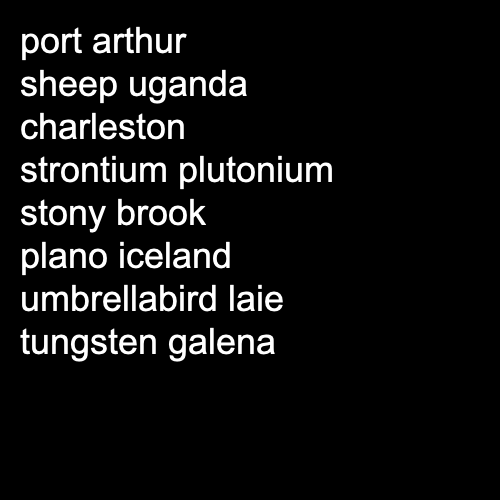 port arthur
sheep uganda
charleston
strontium plutonium
stony brook
plano iceland
umbrellabird laie
tungsten galena